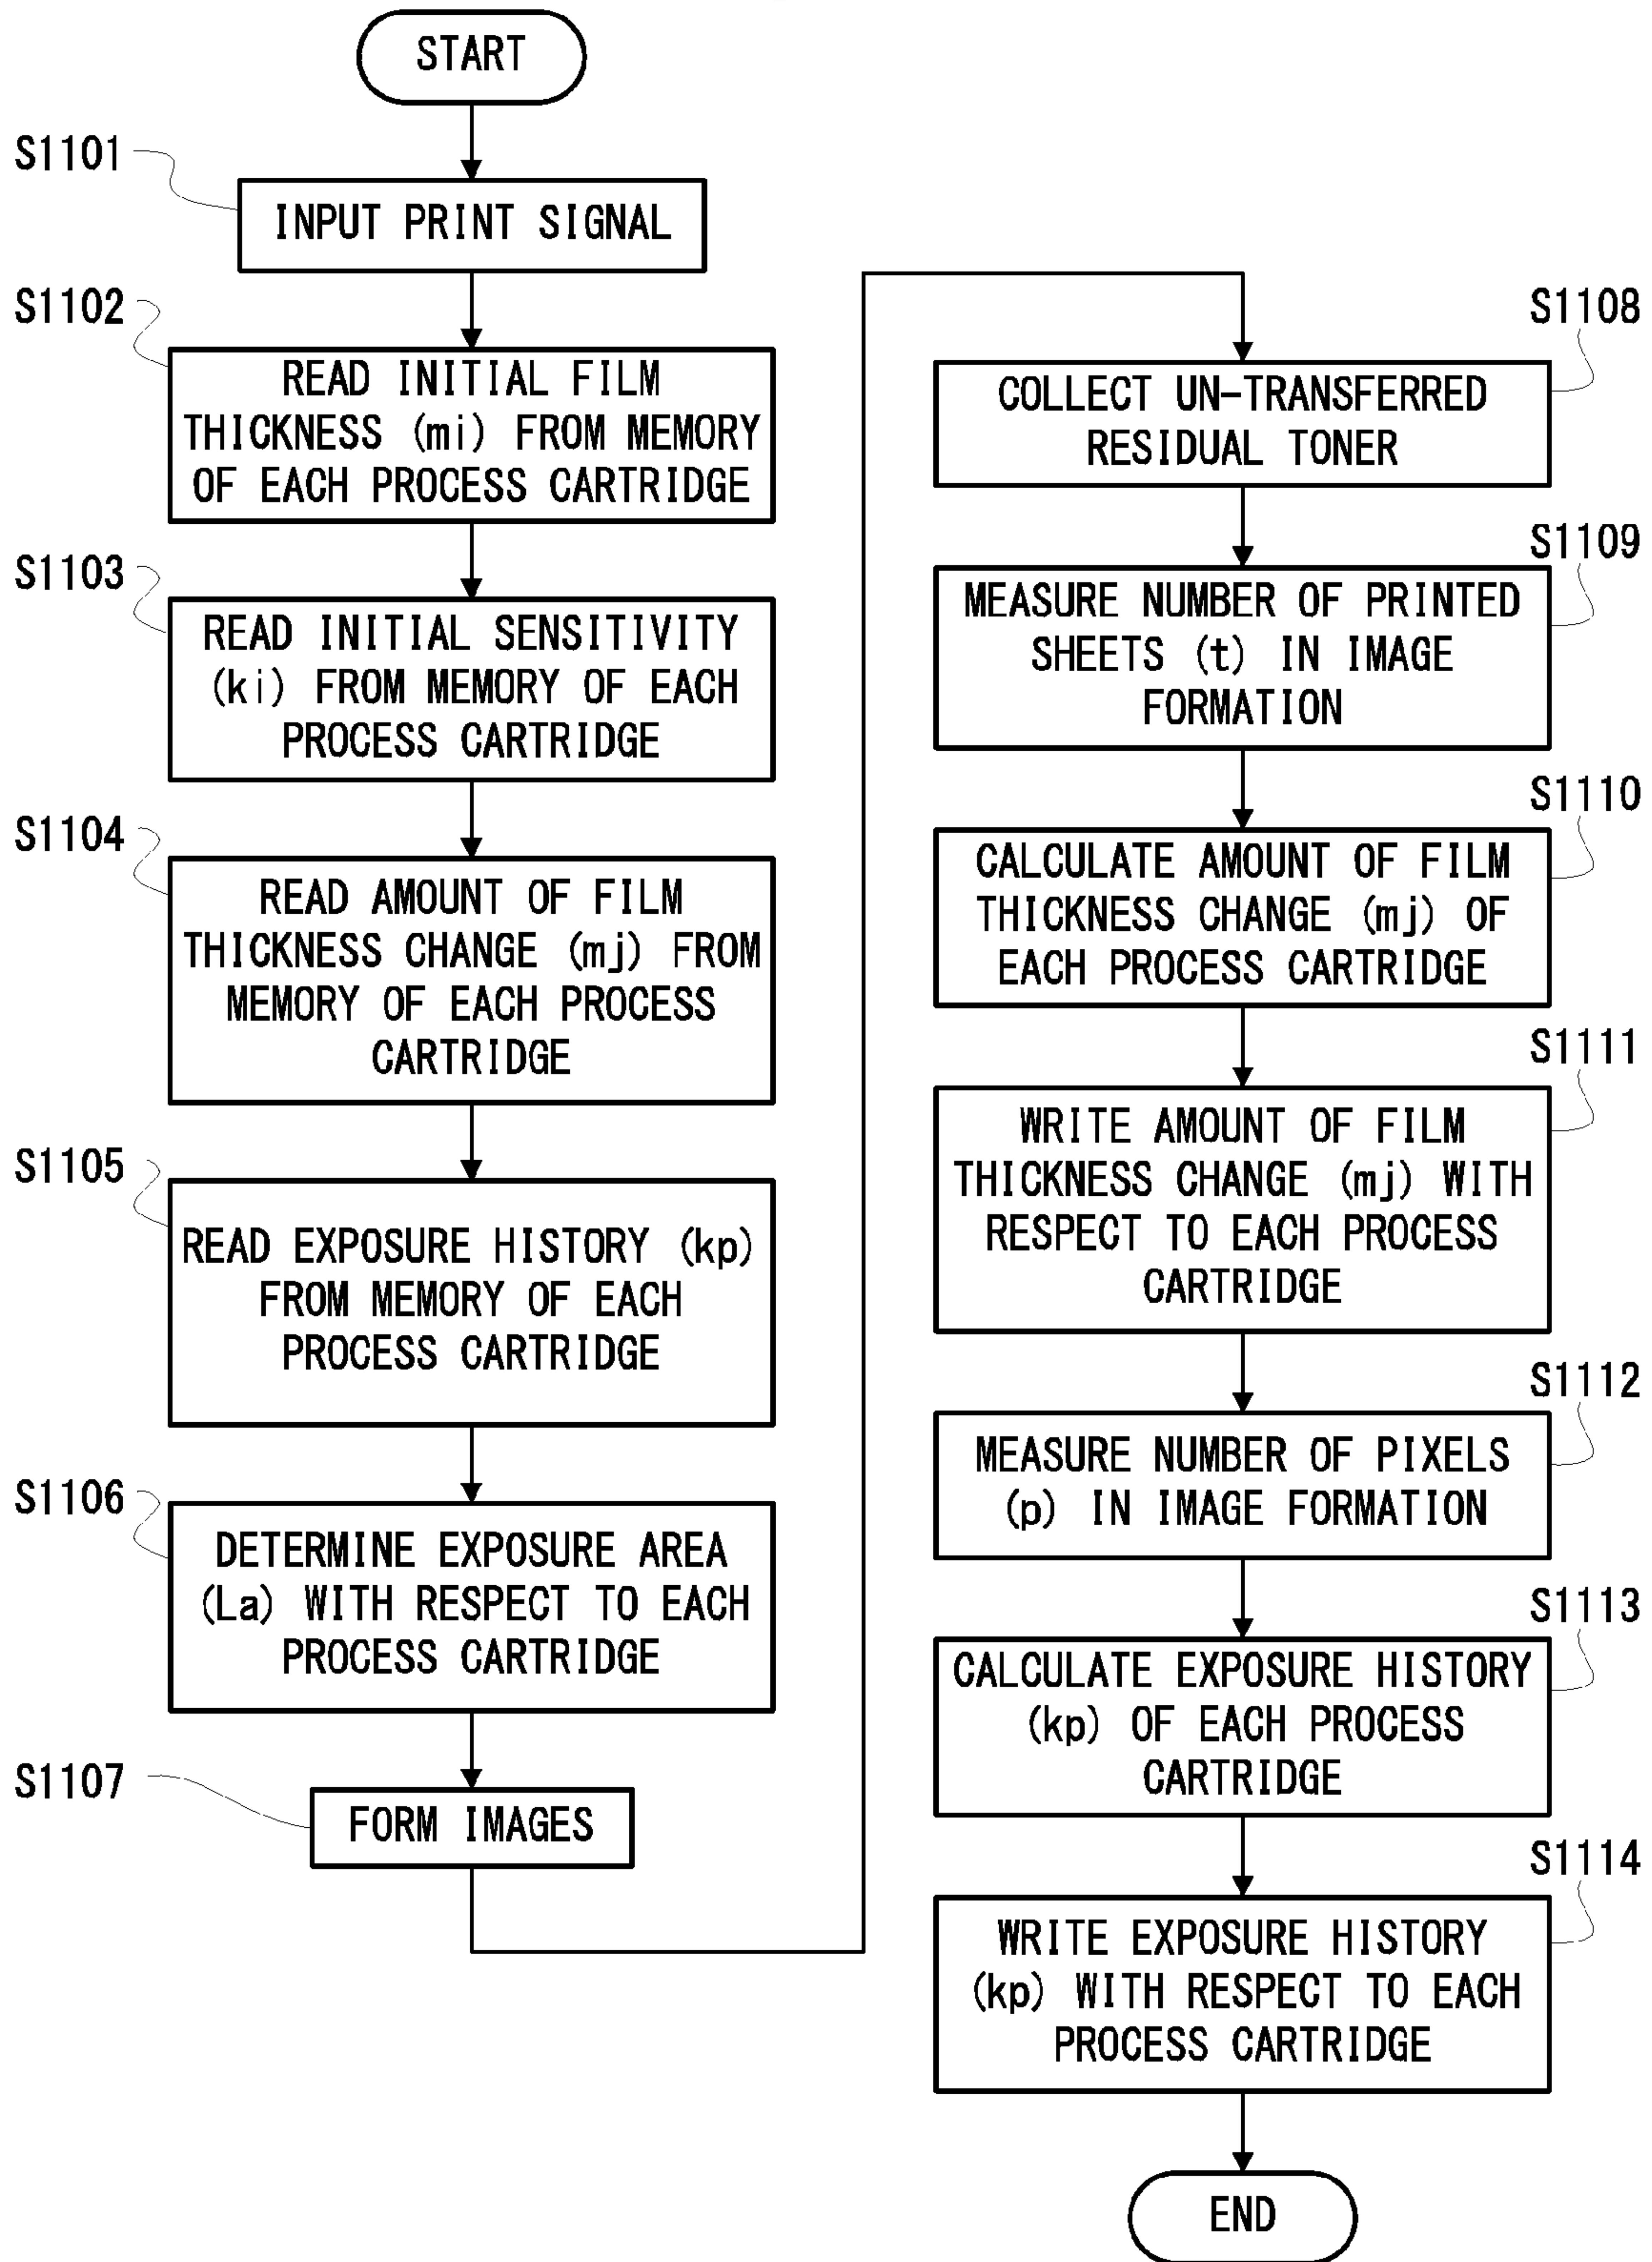 START
S1101
INPUT PRINT SIGNAL
S1102
READ INITIAL FILM
THICKNESS (mi) FROM MEMORY
OF EACH PROCESS CARTRIDGE
S1103
READ INITIAL SENSITIVITY
(ki) FROM MEMORY OF EACH
PROCESS CARTRIDGE
S1104
READ AMOUNT OF FILM
THICKNESS CHANGE (mj) FROM
MEMORY OF EACH PROCESS
CARTRIDGE
S1105
READ EXPOSURE HISTORY (kp)
FROM MEMORY OF EACH
PROCESS CARTRIDGE
S1106
DETERMINE EXPOSURE AREA
(La) WITH RESPECT TO EACH
PROCESS CARTRIDGE
S1107
FORM IMAGES
S1108
COLLECT UN-TRANSFERRED
RESIDUAL TONER
S1109
MEASURE NUMBER OF PRINTED
SHEETS (t) IN IMAGE
FORMATION
S1110
CALCULATE AMOUNT OF FILM
THICKNESS CHANGE (mj) OF
EACH PROCESS CARTRIDGE
S1111
WRITE AMOUNT OF FILM
THICKNESS CHANGE (mj) WITH
RESPECT TO EACH PROCESS
CARTRIDGE
S1112
MEASURE NUMBER OF PIXELS
(p) IN IMAGE FORMATION
S1113
CALCULATE EXPOSURE HISTORY
(kp) OF EACH PROCESS
CARTRIDGE
S1114
WRITE EXPOSURE HISTORY
(kp) WITH RESPECT TO EACH
PROCESS CARTRIDGE
END